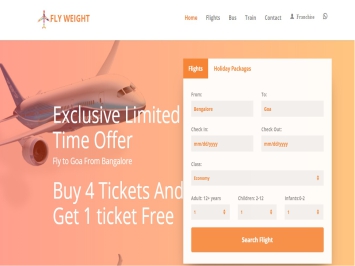 FLY WEIGHT
Home Flights Bus Train Contact Franchise
Flights Holiday Packages
Exclusive Limited
Time Offer
Fly to Goa From Bangalore
Buy 4 Tickets And
Get 1 ticket Free
From: To:
Bangalore Goa
Check In: Check Out:
mm/dd/yyyy mm/dd/yyyy
Class:
Economy
Adult: 12+ years Children: 2-12 Infants:0-2
1 1 1
Search Flight